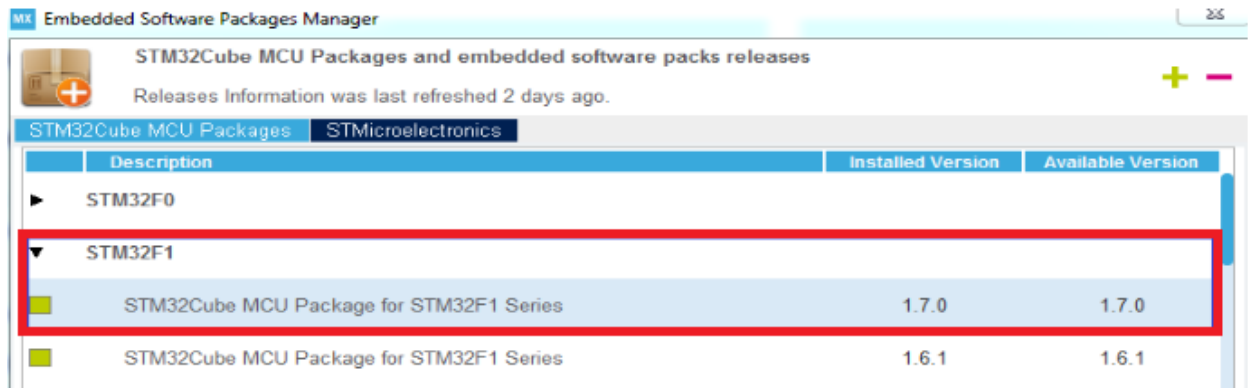 MX Embedded Software Packages Manager
STM32Cube MCU Packages and embedded software packs releases
Releases Information was last refreshed 2 days ago.
STM32Cube MCU Packages STMicroelectronics
Description Installed Version Available Version
STM32F0
STM32F1
STM32Cube MCU Package for STM32F1 Series 1.7.0 1.7.0
STM32Cube MCU Package for STM32F1 Series 1.6.1 1.6.1